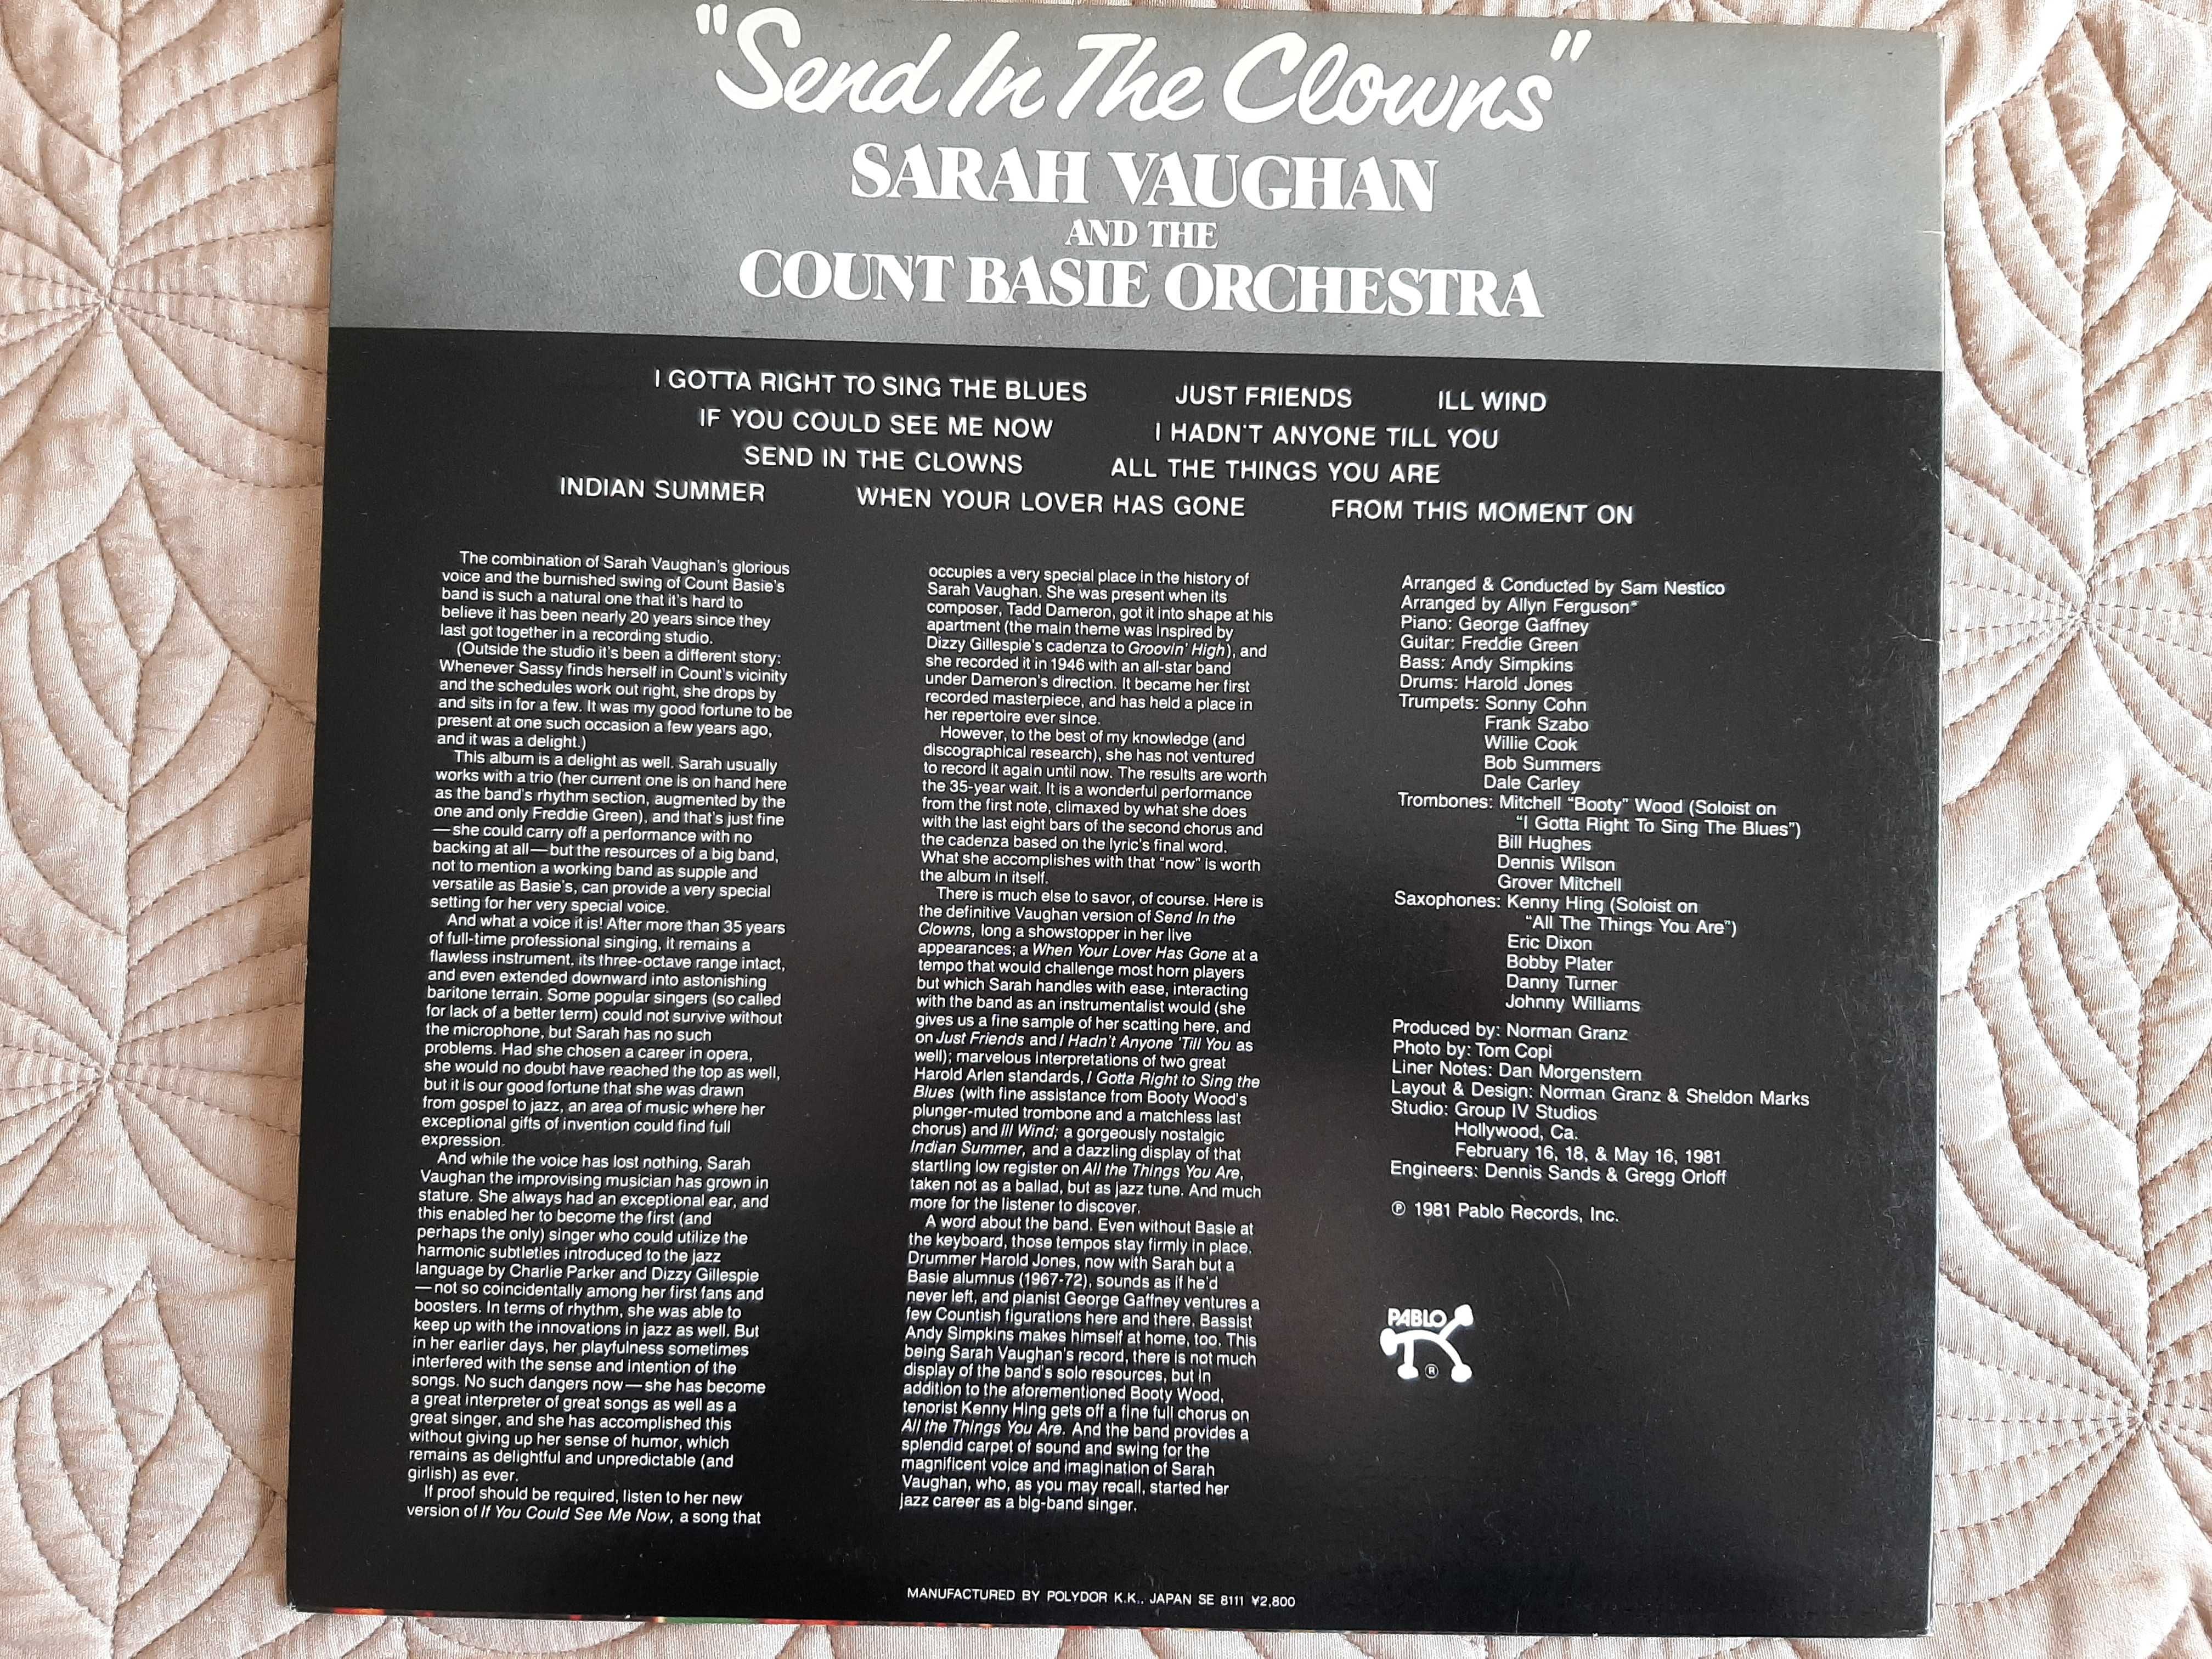 "Send In The Clowns"
SARAH VAUGHAN
AND THE
COUNT BASIE ORCHESTRA
I GOTTA RIGHT TO SING THE BLUES JUST FRIENDS ILL WIND
IF YOU COULD SEE ME NOW I HADN'T ANYONE TILL YOU
SEND IN THE CLOWNS ALL THE THINGS YOU ARE
INDIAN SUMMER WHEN YOUR LOVER HAS GONE FROM THIS MOMENT ON
The combination of Sarah Vaughan's glorious
voice and the burnished swing of Count Basie's
band is such a natural one that it's hard to
believe it has been nearly 20 years since they
last got together in a recording studio.
(Outside the studio it's been a different story:
Whenever Sassy finds herself in Count's vicinity
and the schedules work out right, she drops by
and sits in for a few. It was my good fortune to be
present at one such occasion a few years ago,
and it was a delight.)
This album is a delight as well. Sarah usually
works with a trio (her current one is on hand here
as the band's rhythm section, augmented by the
one and only Freddie Green), and that's just fine
—she could carry off a performance with no
backing at all—but the resources of a big band,
not to mention a working band as supple and
versatile as Basie's, can provide a very special
setting for her very special voice.
And what a voice it is! After more than 35 years
of full-time professional singing, it remains a
flawless instrument, its three-octave range intact,
and even extended downward into astonishing
baritone terrain. Some popular singers (so called
for lack of a better term) could not survive without
the microphone, but Sarah has no such
problems. Had she chosen a career in opera,
she would no doubt have reached the top as well,
but it is our good fortune that she was drawn
from gospel to jazz, an area of music where her
exceptional gifts of invention could find full
expression.
And while the voice has lost nothing, Sarah
Vaughan the improvising musician has grown in
stature. She always had an exceptional ear, and
this enabled her to become the first (and
perhaps the only) singer who could utilize the
harmonic subtleties introduced to the jazz
language by Charlie Parker and Dizzy Gillespie
—not so coincidentally among her first fans and
boosters. In terms of rhythm, she was able to
keep up with the innovations in jazz as well. But
in her earlier days, her playfulness sometimes
interfered with the sense and intention of the
songs. No such dangers now—she has become
a great interpreter of great songs as well as a
great singer, and she has accomplished this
without giving up her sense of humor, which
remains as delightful and unpredictable (and
girlish) as ever.
If proof should be required, listen to her new
version of If You Could See Me Now, a song that
occupies a very special place in the history of
Sarah Vaughan. She was present when its
composer, Tadd Dameron, got it into shape at his
apartment (the main theme was inspired by
Dizzy Gillespie's cadenza to Groovin' High), and
she recorded it in 1946 with an all-star band
under Dameron's direction. It became her first
recorded masterpiece, and has held a place in
her repertoire ever since.
However, to the best of my knowledge (and
discographical research), she has not ventured
to record it again until now. The results are worth
the 35-year wait. It is a wonderful performance
from the first note, climaxed by what she does
with the last eight bars of the second chorus and
the cadenza based on the lyric's final word.
What she accomplishes with that "now" is worth
the album in itself.
There is much else to savor, of course. Here is
the definitive Vaughan version of Send In the
Clowns, long a showstopper in her live
appearances; a When Your Lover Has Gone at a
tempo that would challenge most horn players
but which Sarah handles with ease, interacting
with the band as an instrumentalist would (she
gives us a fine sample of her scatting here, and
on Just Friends and I Hadn't Anyone 'Till You as
well); marvelous interpretations of two great
Harold Arlen standards, I Gotta Right to Sing the
Blues (with fine assistance from Booty Wood's
plunger-muted trombone and a matchless last
chorus) and Ill Wind; a gorgeously nostalgic
Indian Summer, and a dazzling display of that
startling low register on All the Things You Are,
taken not as a ballad, but as jazz tune. And much
more for the listener to discover.
A word about the band. Even without Basie at
the keyboard, those tempos stay firmly in place.
Drummer Harold Jones, now with Sarah but a
Basie alumnus (1967-72), sounds as if he'd
never left, and pianist George Gaffney ventures a
few Countish figurations here and there. Bassist
Andy Simpkins makes himself at home, too. This
being Sarah Vaughan's record, there is not much
display of the band's solo resources, but in
addition to the aforementioned Booty Wood,
tenorist Kenny Hing gets off a fine full chorus on
All the Things You Are. And the band provides a
splendid carpet of sound and swing for the
magnificent voice and imagination of Sarah
Vaughan, who, as you may recall, started her
jazz career as a big-band singer.
Arranged & Conducted by Sam Nestico
Arranged by Allyn Ferguson*
Piano: George Gaffney
Guitar: Freddie Green
Bass: Andy Simpkins
Drums: Harold Jones
Trumpets: Sonny Cohn
Frank Szabo
Willie Cook
Bob Summers
Dale Carley
Trombones: Mitchell "Booty" Wood (Soloist on
"I Gotta Right To Sing The Blues")
Bill Hughes
Dennis Wilson
Grover Mitchell
Saxophones: Kenny Hing (Soloist on
"All The Things You Are")
Eric Dixon
Bobby Plater
Danny Turner
Johnny Williams
Produced by: Norman Granz
Photo by: Tom Copi
Liner Notes: Dan Morgenstern
Layout & Design: Norman Granz & Sheldon Marks
Studio: Group IV Studios
Hollywood, Ca.
February 16, 18, & May 16, 1981
Engineers: Dennis Sands & Gregg Orloff
℗ 1981 Pablo Records, Inc.
PABLO
®
MANUFACTURED BY POLYDOR K.K., JAPAN SE 8111 ¥2,800